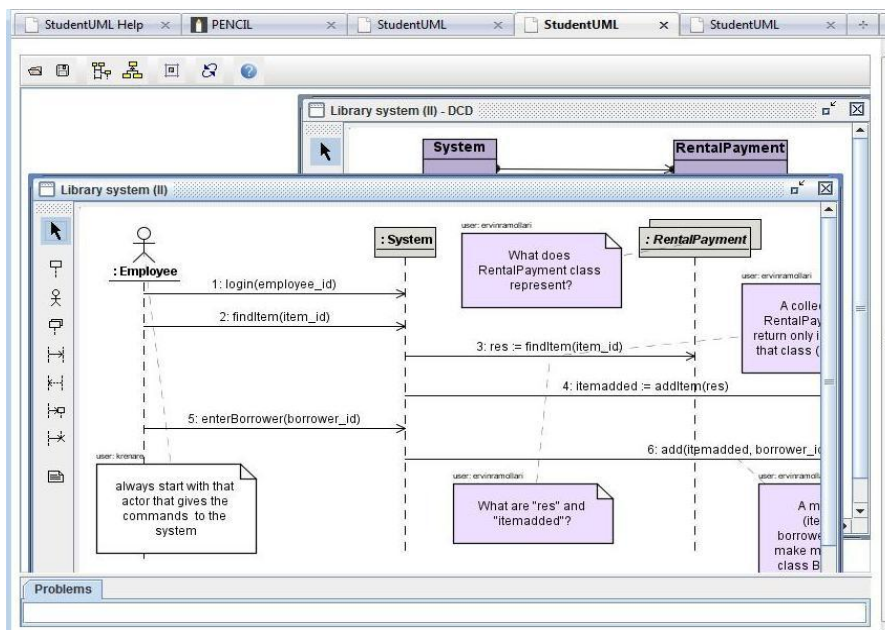 StudentUML Help
PENCIL
StudentUML
StudentUML
StudentUML
Library system (II) - DCD
System
RentalPayment
Library system (II)
: Employee
: System
: RentalPayment
user: ervinramollari
What does
RentalPayment class
represent?
user: ervinramollari
A collec
RentalPay
return only i
that class (
1: login(employee_id)
2: findItem(item_id)
3: res := findItem(item_id)
4: itemadded := addItem(res)
5: enterBorrower(borrower_id)
6: add(itemadded, borrower_id
user: krenare
always start with that
actor that gives the
commands to the
system
user: ervinramollari
What are "res" and
"itemadded"?
user: ervinramoll
A m
(ite
borrowe
make m
class B
Problems